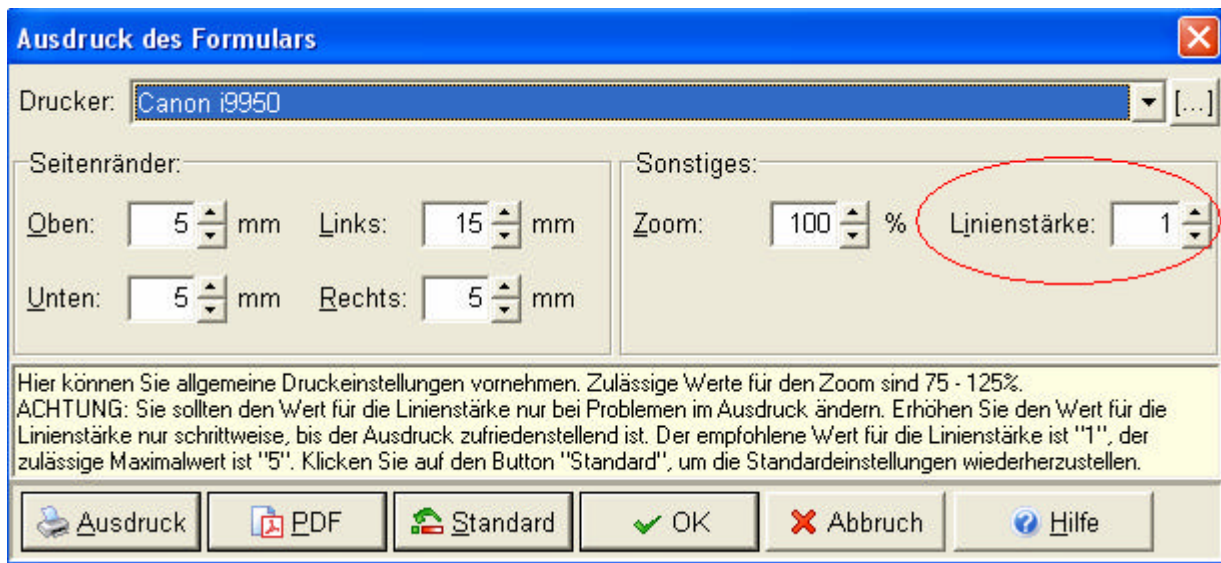 Ausdruck des Formulars
Drucker: Canon i9950 [...]
Seitenränder:
Oben: 5 mm Links: 15 mm
Unten: 5 mm Rechts: 5 mm
Sonstiges:
Zoom: 100 % Linienstärke: 1
Hier können Sie allgemeine Druckeinstellungen vornehmen. Zulässige Werte für den Zoom sind 75 - 125%.
ACHTUNG: Sie sollten den Wert für die Linienstärke nur bei Problemen im Ausdruck ändern. Erhöhen Sie den Wert für die
Linienstärke nur schrittweise, bis der Ausdruck zufriedenstellend ist. Der empfohlene Wert für die Linienstärke ist "1", der
zulässige Maximalwert ist "5". Klicken Sie auf den Button "Standard", um die Standardeinstellungen wiederherzustellen.
Ausdruck PDF Standard OK Abbruch Hilfe